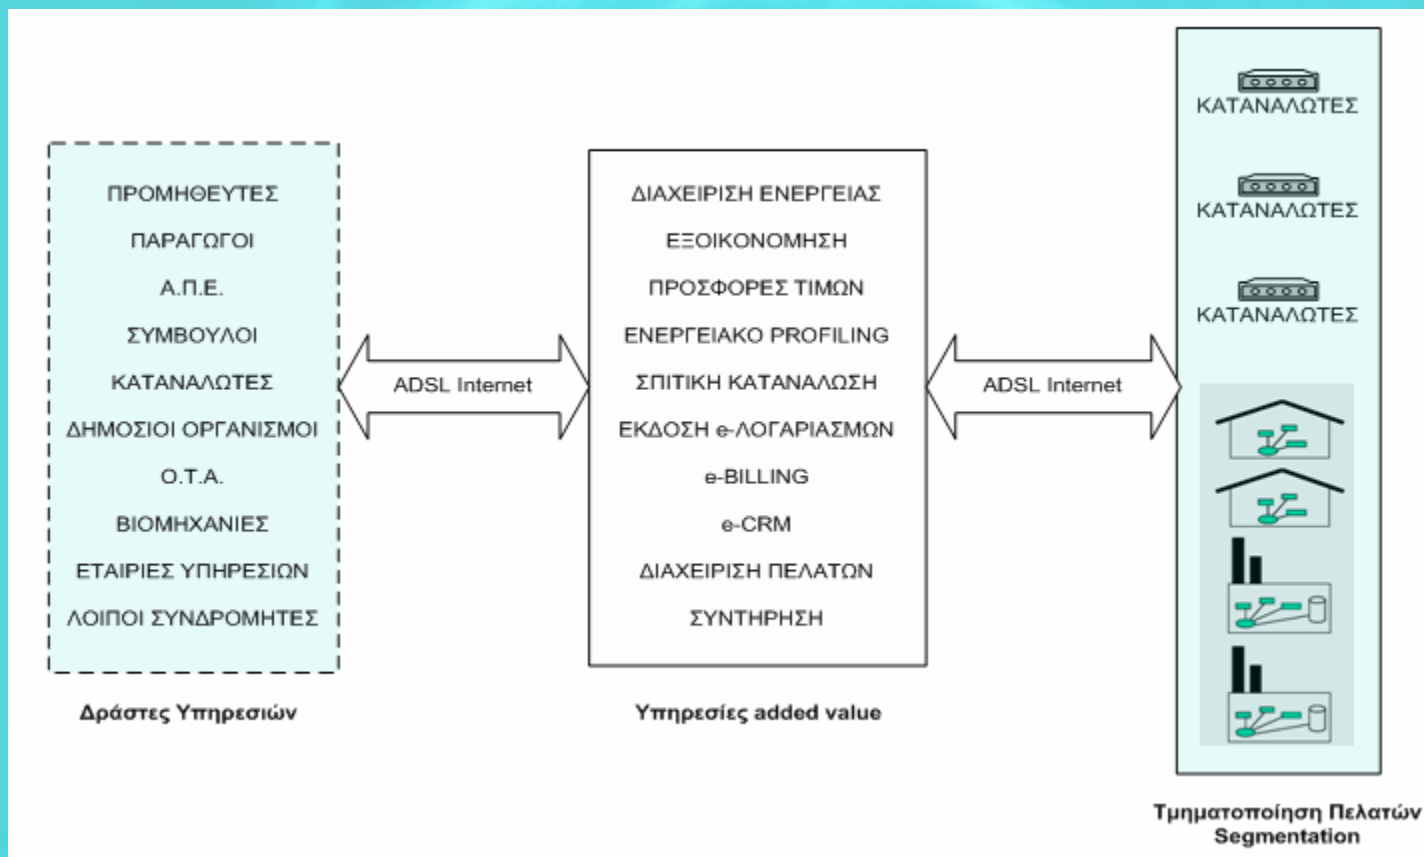 ΠΡΟΜΗΘΕΥΤΕΣ
ΠΑΡΑΓΩΓΟΙ
Α.Π.Ε.
ΣΥΜΒΟΥΛΟΙ
ΚΑΤΑΝΑΛΩΤΕΣ
ΔΗΜΟΣΙΟΙ ΟΡΓΑΝΙΣΜΟΙ
Ο.Τ.Α.
ΒΙΟΜΗΧΑΝΙΕΣ
ΕΤΑΙΡΙΕΣ ΥΠΗΡΕΣΙΩΝ
ΛΟΙΠΟΙ ΣΥΝΔΡΟΜΗΤΕΣ
Δράστες Υπηρεσιών
ADSL Internet
ΔΙΑΧΕΙΡΙΣΗ ΕΝΕΡΓΕΙΑΣ
ΕΞΟΙΚΟΝΟΜΗΣΗ
ΠΡΟΣΦΟΡΕΣ ΤΙΜΩΝ
ΕΝΕΡΓΕΙΑΚΟ PROFILING
ΣΠΙΤΙΚΗ ΚΑΤΑΝΑΛΩΣΗ
ΕΚΔΟΣΗ e-ΛΟΓΑΡΙΑΣΜΩΝ
e-BILLING
e-CRM
ΔΙΑΧΕΙΡΙΣΗ ΠΕΛΑΤΩΝ
ΣΥΝΤΗΡΗΣΗ
Υπηρεσίες added value
ADSL Internet
ΚΑΤΑΝΑΛΩΤΕΣ
ΚΑΤΑΝΑΛΩΤΕΣ
ΚΑΤΑΝΑΛΩΤΕΣ
Τμηματοποίηση Πελατών
Segmentation